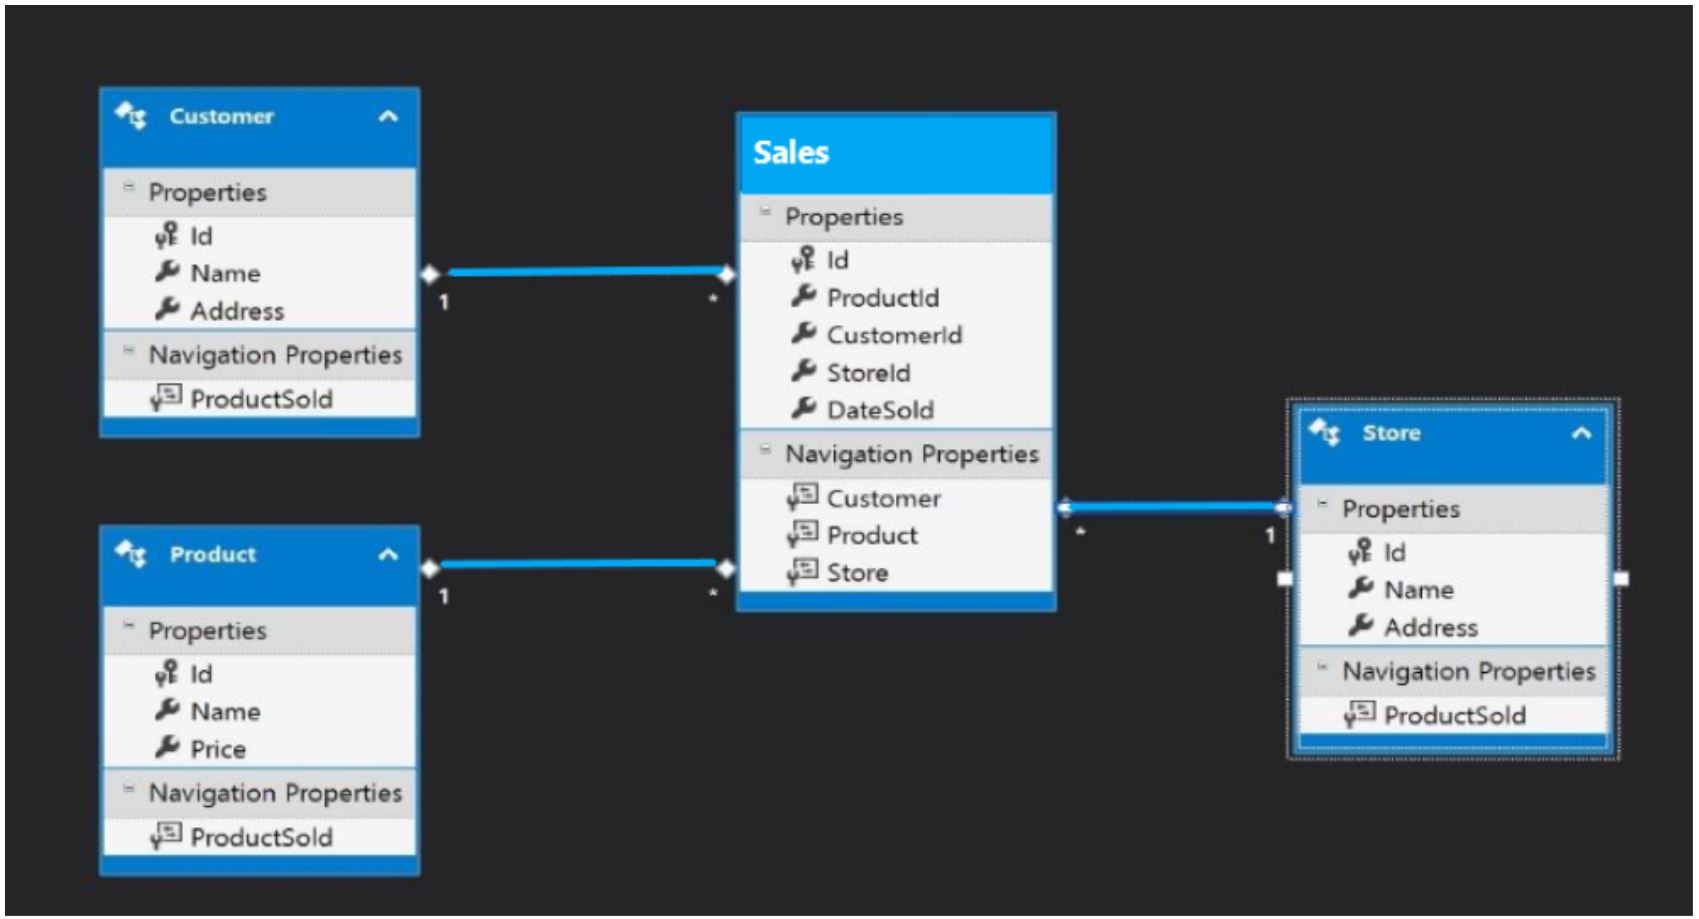 Customer
Properties
Id
Name
Address
Navigation Properties
ProductSold
1
*
Product
Properties
Id
Name
Price
Navigation Properties
ProductSold
1
*
Sales
Properties
Id
ProductId
CustomerId
StoreId
DateSold
Navigation Properties
Customer
Product
Store
*
1
Store
Properties
Id
Name
Address
Navigation Properties
ProductSold